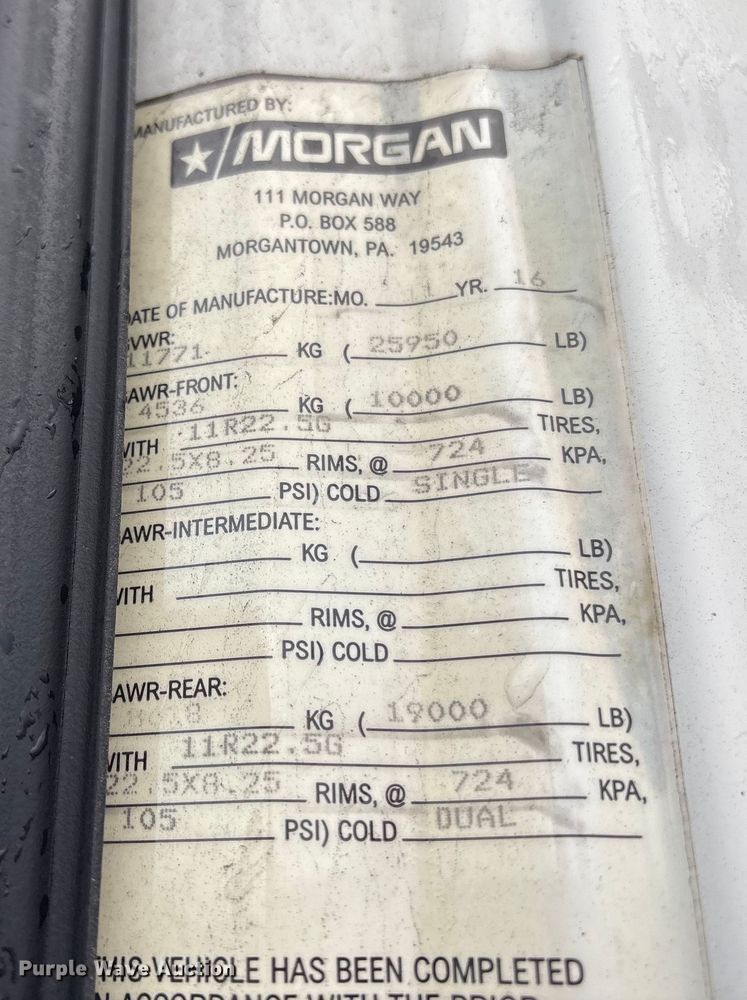 MANUFACTURED BY:
MORGAN
111 MORGAN WAY
P.O. BOX 588
MORGANTOWN, PA. 19543
DATE OF MANUFACTURE:MO. 1 YR. 16
GVWR:
11771 KG (25950 LB)
GAWR-FRONT:
4536 KG (10000 LB)
WITH 11R22.5G TIRES,
22.5X8.25 RIMS, @ 724 KPA,
105 PSI) COLD SINGLE
AWR-INTERMEDIATE:
KG ( LB)
WITH TIRES,
RIMS, @ KPA,
PSI) COLD
AWR-REAR:
KG (19000 LB)
WITH 11R22.5G TIRES,
22.5X8.25 RIMS, @ 724 KPA,
105 PSI) COLD DUAL
THIS VEHICLE HAS BEEN COMPLETED
Purple Wave Auction